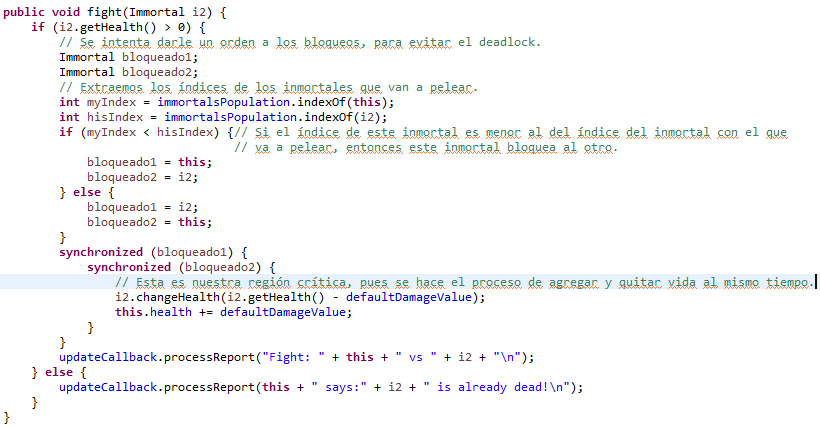 public void fight(Immortal i2) {
    if (i2.getHealth() > 0) {
        // Se intenta darle un orden a los bloqueos, para evitar el deadlock.
        Immortal bloqueado1;
        Immortal bloqueado2;
        // Extraemos los índices de los inmortales que van a pelear.
        int myIndex = immortalsPopulation.indexOf(this);
        int hisIndex = immortalsPopulation.indexOf(i2);
        if (myIndex < hisIndex) {// Si el índice de este inmortal es menor al del índice del inmortal con el que
                                 // va a pelear, entonces este inmortal bloquea al otro.
            bloqueado1 = this;
            bloqueado2 = i2;
        } else {
            bloqueado1 = i2;
            bloqueado2 = this;
        }
        synchronized (bloqueado1) {
            synchronized (bloqueado2) {
                // Esta es nuestra región crítica, pues se hace el proceso de agregar y quitar vida al mismo tiempo.
                i2.changeHealth(i2.getHealth() - defaultDamageValue);
                this.health += defaultDamageValue;
            }
        }
        updateCallback.processReport("Fight: " + this + " vs " + i2 + "\n");
    } else {
        updateCallback.processReport(this + " says:" + i2 + " is already dead!\n");
    }
}